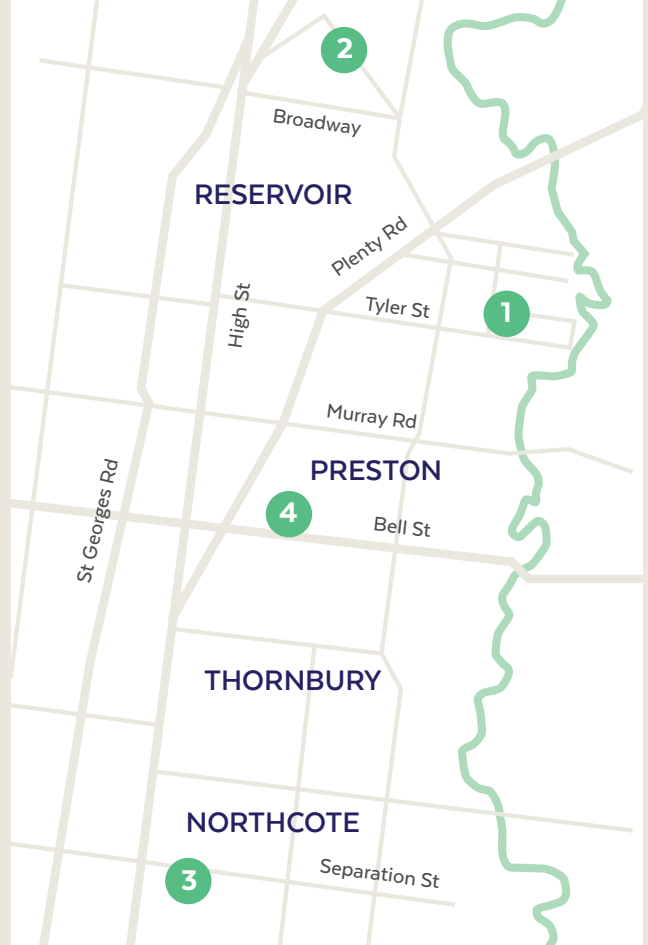 2
Broadway
RESERVOIR
Plenty Rd
High St
Tyler St
1
Murray Rd
PRESTON
St Georges Rd
4
Bell St
THORNBURY
NORTHCOTE
Separation St
3